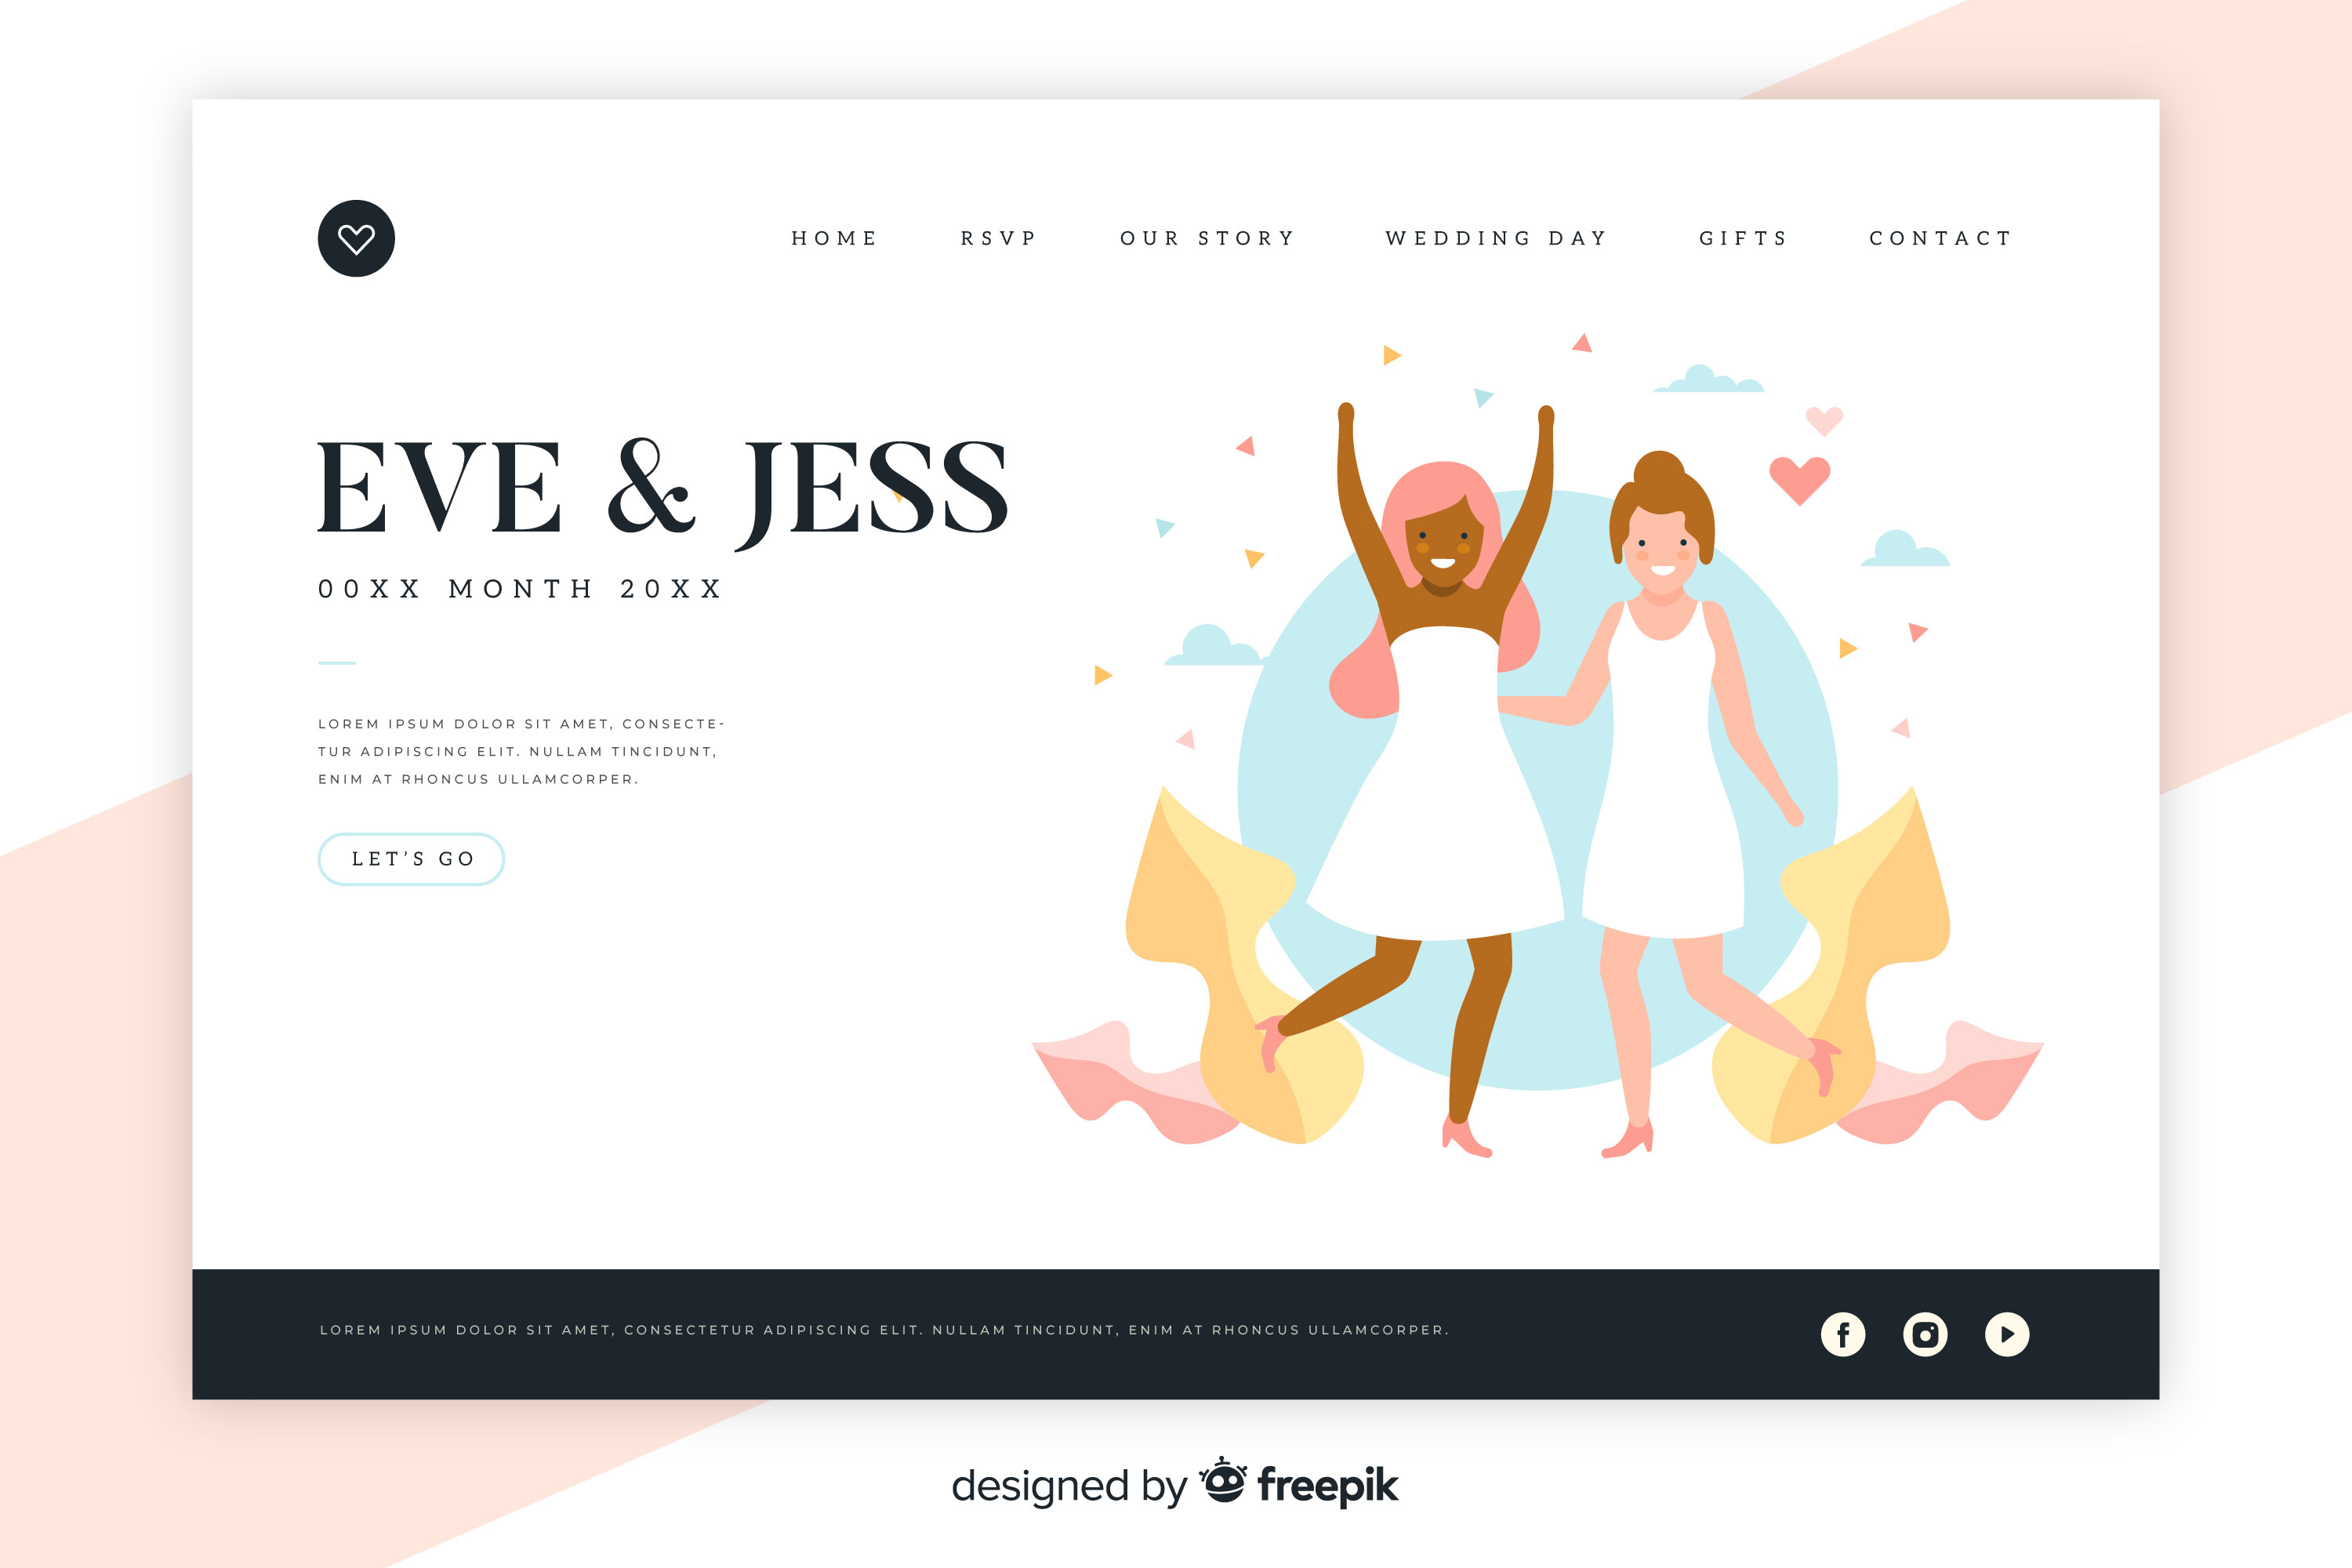 HOME RSVP OUR STORY WEDDING DAY GIFTS CONTACT
EVE & JESS
00XX MONTH 20XX
LOREM IPSUM DOLOR SIT AMET, CONSECTE-
TUR ADIPISCING ELIT. NULLAM TINCIDUNT,
ENIM AT RHONCUS ULLAMCORPER.
LET'S GO
LOREM IPSUM DOLOR SIT AMET, CONSECTETUR ADIPISCING ELIT. NULLAM TINCIDUNT, ENIM AT RHONCUS ULLAMCORPER.
designed by freepik